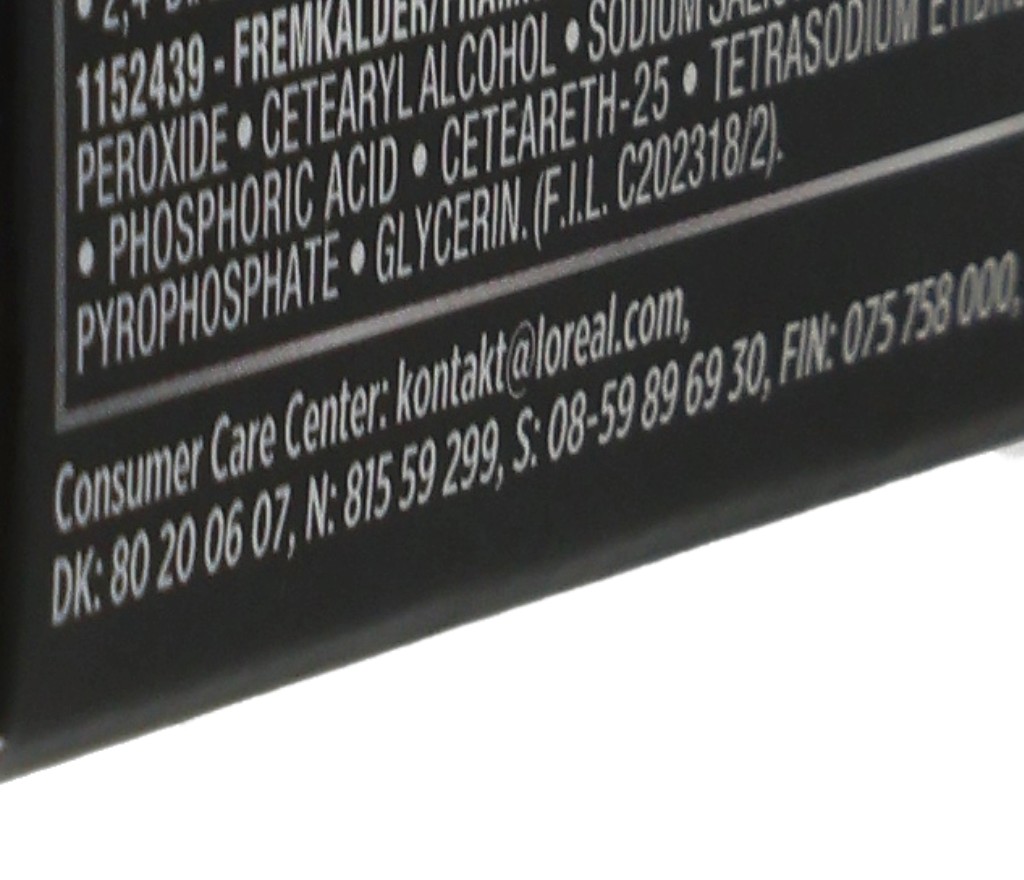 1152439 - FREMKALDER/
PEROXIDE • CETEARYL ALCOHOL • SODIUM
• PHOSPHORIC ACID • CETEARETH-25 • TETRASODIUM
PYROPHOSPHATE • GLYCERIN. (F.I.L. C202318/2).
Consumer Care Center: kontakt@loreal.com,
DK: 80 20 06 07, N: 815 59 299, S: 08-59 89 69 30, FIN: 075 758 000,